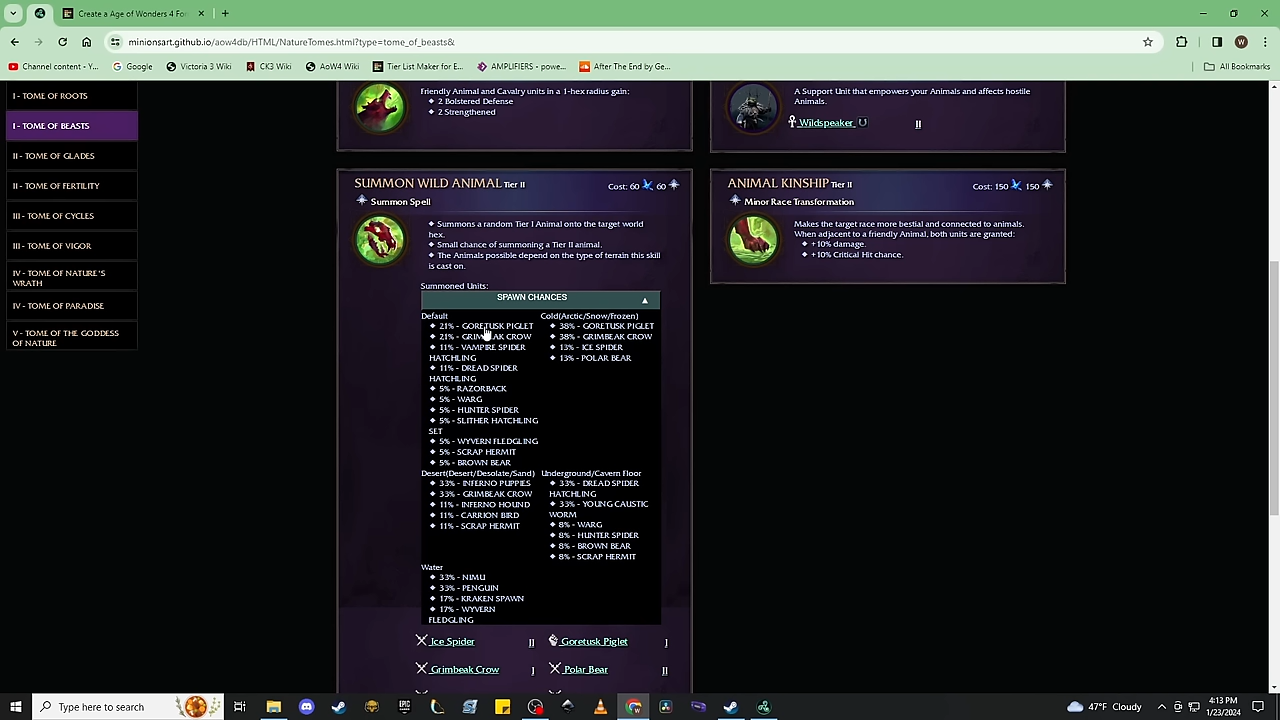 Create a Age of Wonders 4 For
minionsart.github.io/aow4db/HTML/NatureTomes.html?type=tome_of_beasts&
W
Channel content - Y...
Google
Victoria 3 Wiki
CK3 Wiki
AoW4 Wiki
Tier List Maker for E...
AMPLIFIERS - powe...
After The End by Ge...
All Bookmarks
I - TOME OF ROOTS
I - TOME OF BEASTS
II - TOME OF GLADES
II - TOME OF FERTILITY
III - TOME OF CYCLES
III - TOME OF VIGOR
IV - TOME OF NATURE'S
WRATH
IV - TOME OF PARADISE
V - TOME OF THE GODDESS
OF NATURE
Friendly Animal and Cavalry units in a 1-hex radius gain:
2 Bolstered Defense
2 Strengthened
A Support Unit that empowers your Animals and affects hostile
Animals.
Wildspeaker II
SUMMON WILD ANIMAL Tier II Cost: 60 60
Summon Spell
Summons a random Tier I Animal onto the target world
hex.
Small chance of summoning a Tier II animal.
The Animals possible depend on the type of terrain this skill
is cast on.
Summoned Units:
SPAWN CHANCES ▲
Default
21% - GORETUSK PIGLET
21% - GRIMBEAK CROW
11% - VAMPIRE SPIDER
HATCHLING
11% - DREAD SPIDER
HATCHLING
5% - RAZORBACK
5% - WARG
5% - HUNTER SPIDER
5% - SLITHER HATCHLING
SET
5% - WYVERN FLEDGLING
5% - SCRAP HERMIT
5% - BROWN BEAR
Cold(Arctic/Snow/Frozen)
38% - GORETUSK PIGLET
38% - GRIMBEAK CROW
13% - ICE SPIDER
13% - POLAR BEAR
Desert(Desert/Desolate/Sand)
33% - INFERNO PUPPIES
33% - GRIMBEAK CROW
11% - INFERNO HOUND
11% - CARRION BIRD
11% - SCRAP HERMIT
Underground/Cavern Floor
33% - DREAD SPIDER
HATCHLING
33% - YOUNG CAUSTIC
WORM
8% - WARG
8% - HUNTER SPIDER
8% - BROWN BEAR
8% - SCRAP HERMIT
Water
33% - NIMU
33% - PENGUIN
17% - KRAKEN SPAWN
17% - WYVERN
FLEDGLING
Ice Spider II
Goretusk Piglet I
Grimbeak Crow I
Polar Bear II
ANIMAL KINSHIP Tier II Cost: 150 150
Minor Race Transformation
Makes the target race more bestial and connected to animals.
When adjacent to a friendly Animal, both units are granted:
+10% damage.
+10% Critical Hit chance.
Type here to search
47°F Cloudy
4:13 PM
1/23/2024